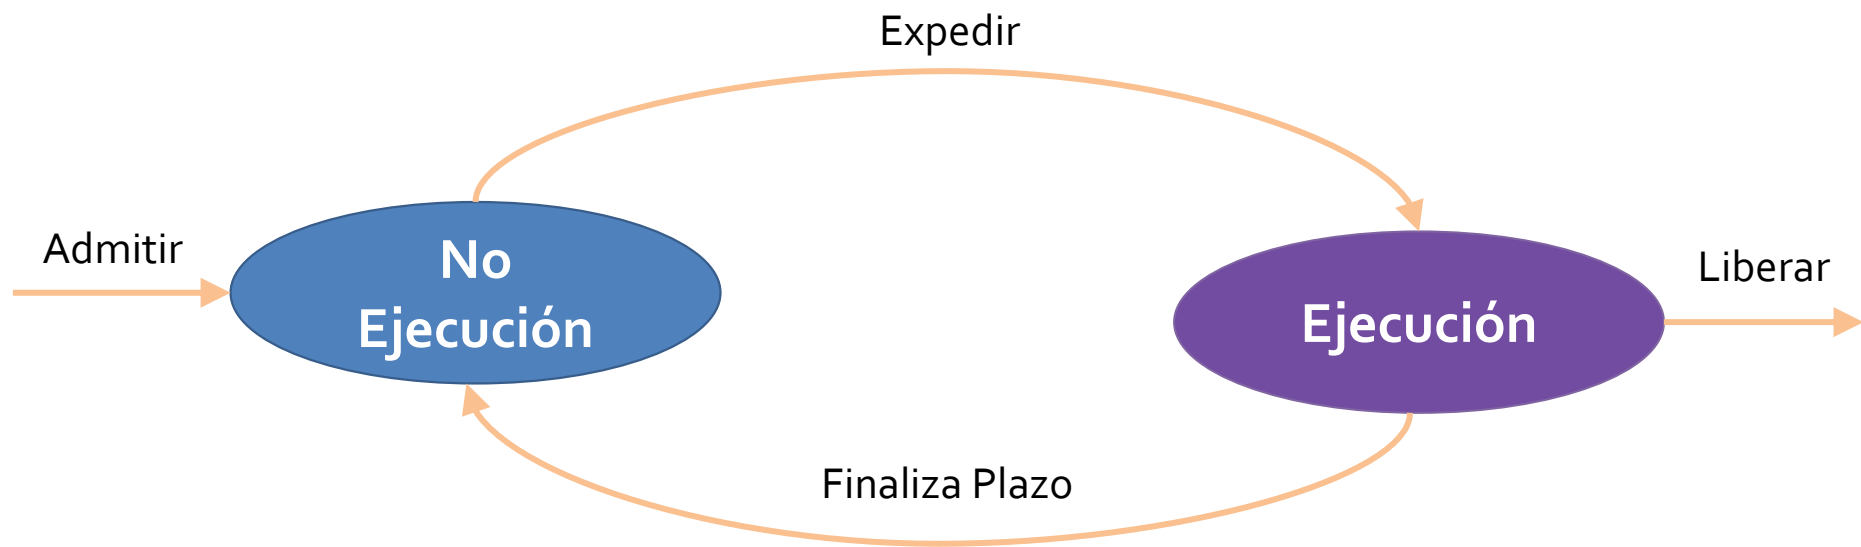 Expedir
Admitir
No
Ejecución
Ejecución
Liberar
Finaliza Plazo